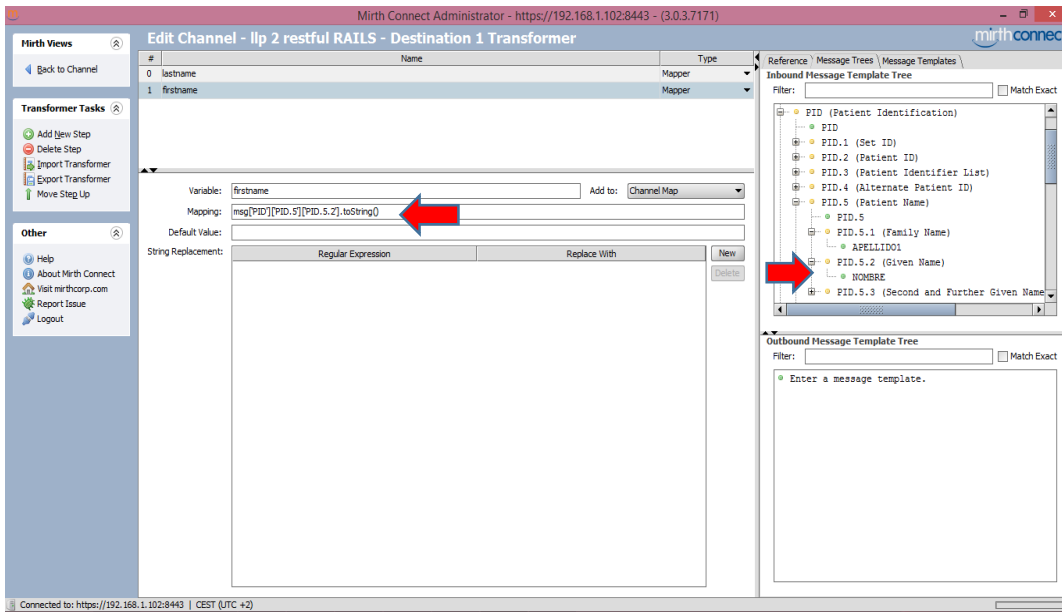 Mirth Connect Administrator - https://192.168.1.102:8443 - (3.0.3.7171)
Mirth Views
Back to Channel
Transformer Tasks
Add New Step
Delete Step
Import Transformer
Export Transformer
Move Step Up
Other
Help
About Mirth Connect
Visit mirthcorp.com
Report Issue
Logout
Edit Channel - llp 2 restful RAILS - Destination 1 Transformer
mirth connec
# Name Type
0 lastname Mapper
1 firstname Mapper
Variable: firstname Add to: Channel Map
Mapping: msg['PID']['PID.5']['PID.5.2'].toString()
Default Value:
String Replacement: Regular Expression Replace With New
Delete
Reference Message Trees Message Templates
Inbound Message Template Tree
Filter: Match Exact
PID (Patient Identification)
PID
PID.1 (Set ID)
PID.2 (Patient ID)
PID.3 (Patient Identifier List)
PID.4 (Alternate Patient ID)
PID.5 (Patient Name)
PID.5
PID.5.1 (Family Name)
APELLIDO1
PID.5.2 (Given Name)
NOMBRE
PID.5.3 (Second and Further Given Name
Outbound Message Template Tree
Filter: Match Exact
Enter a message template.
Connected to: https://192.168.1.102:8443 | CEST (UTC +2)